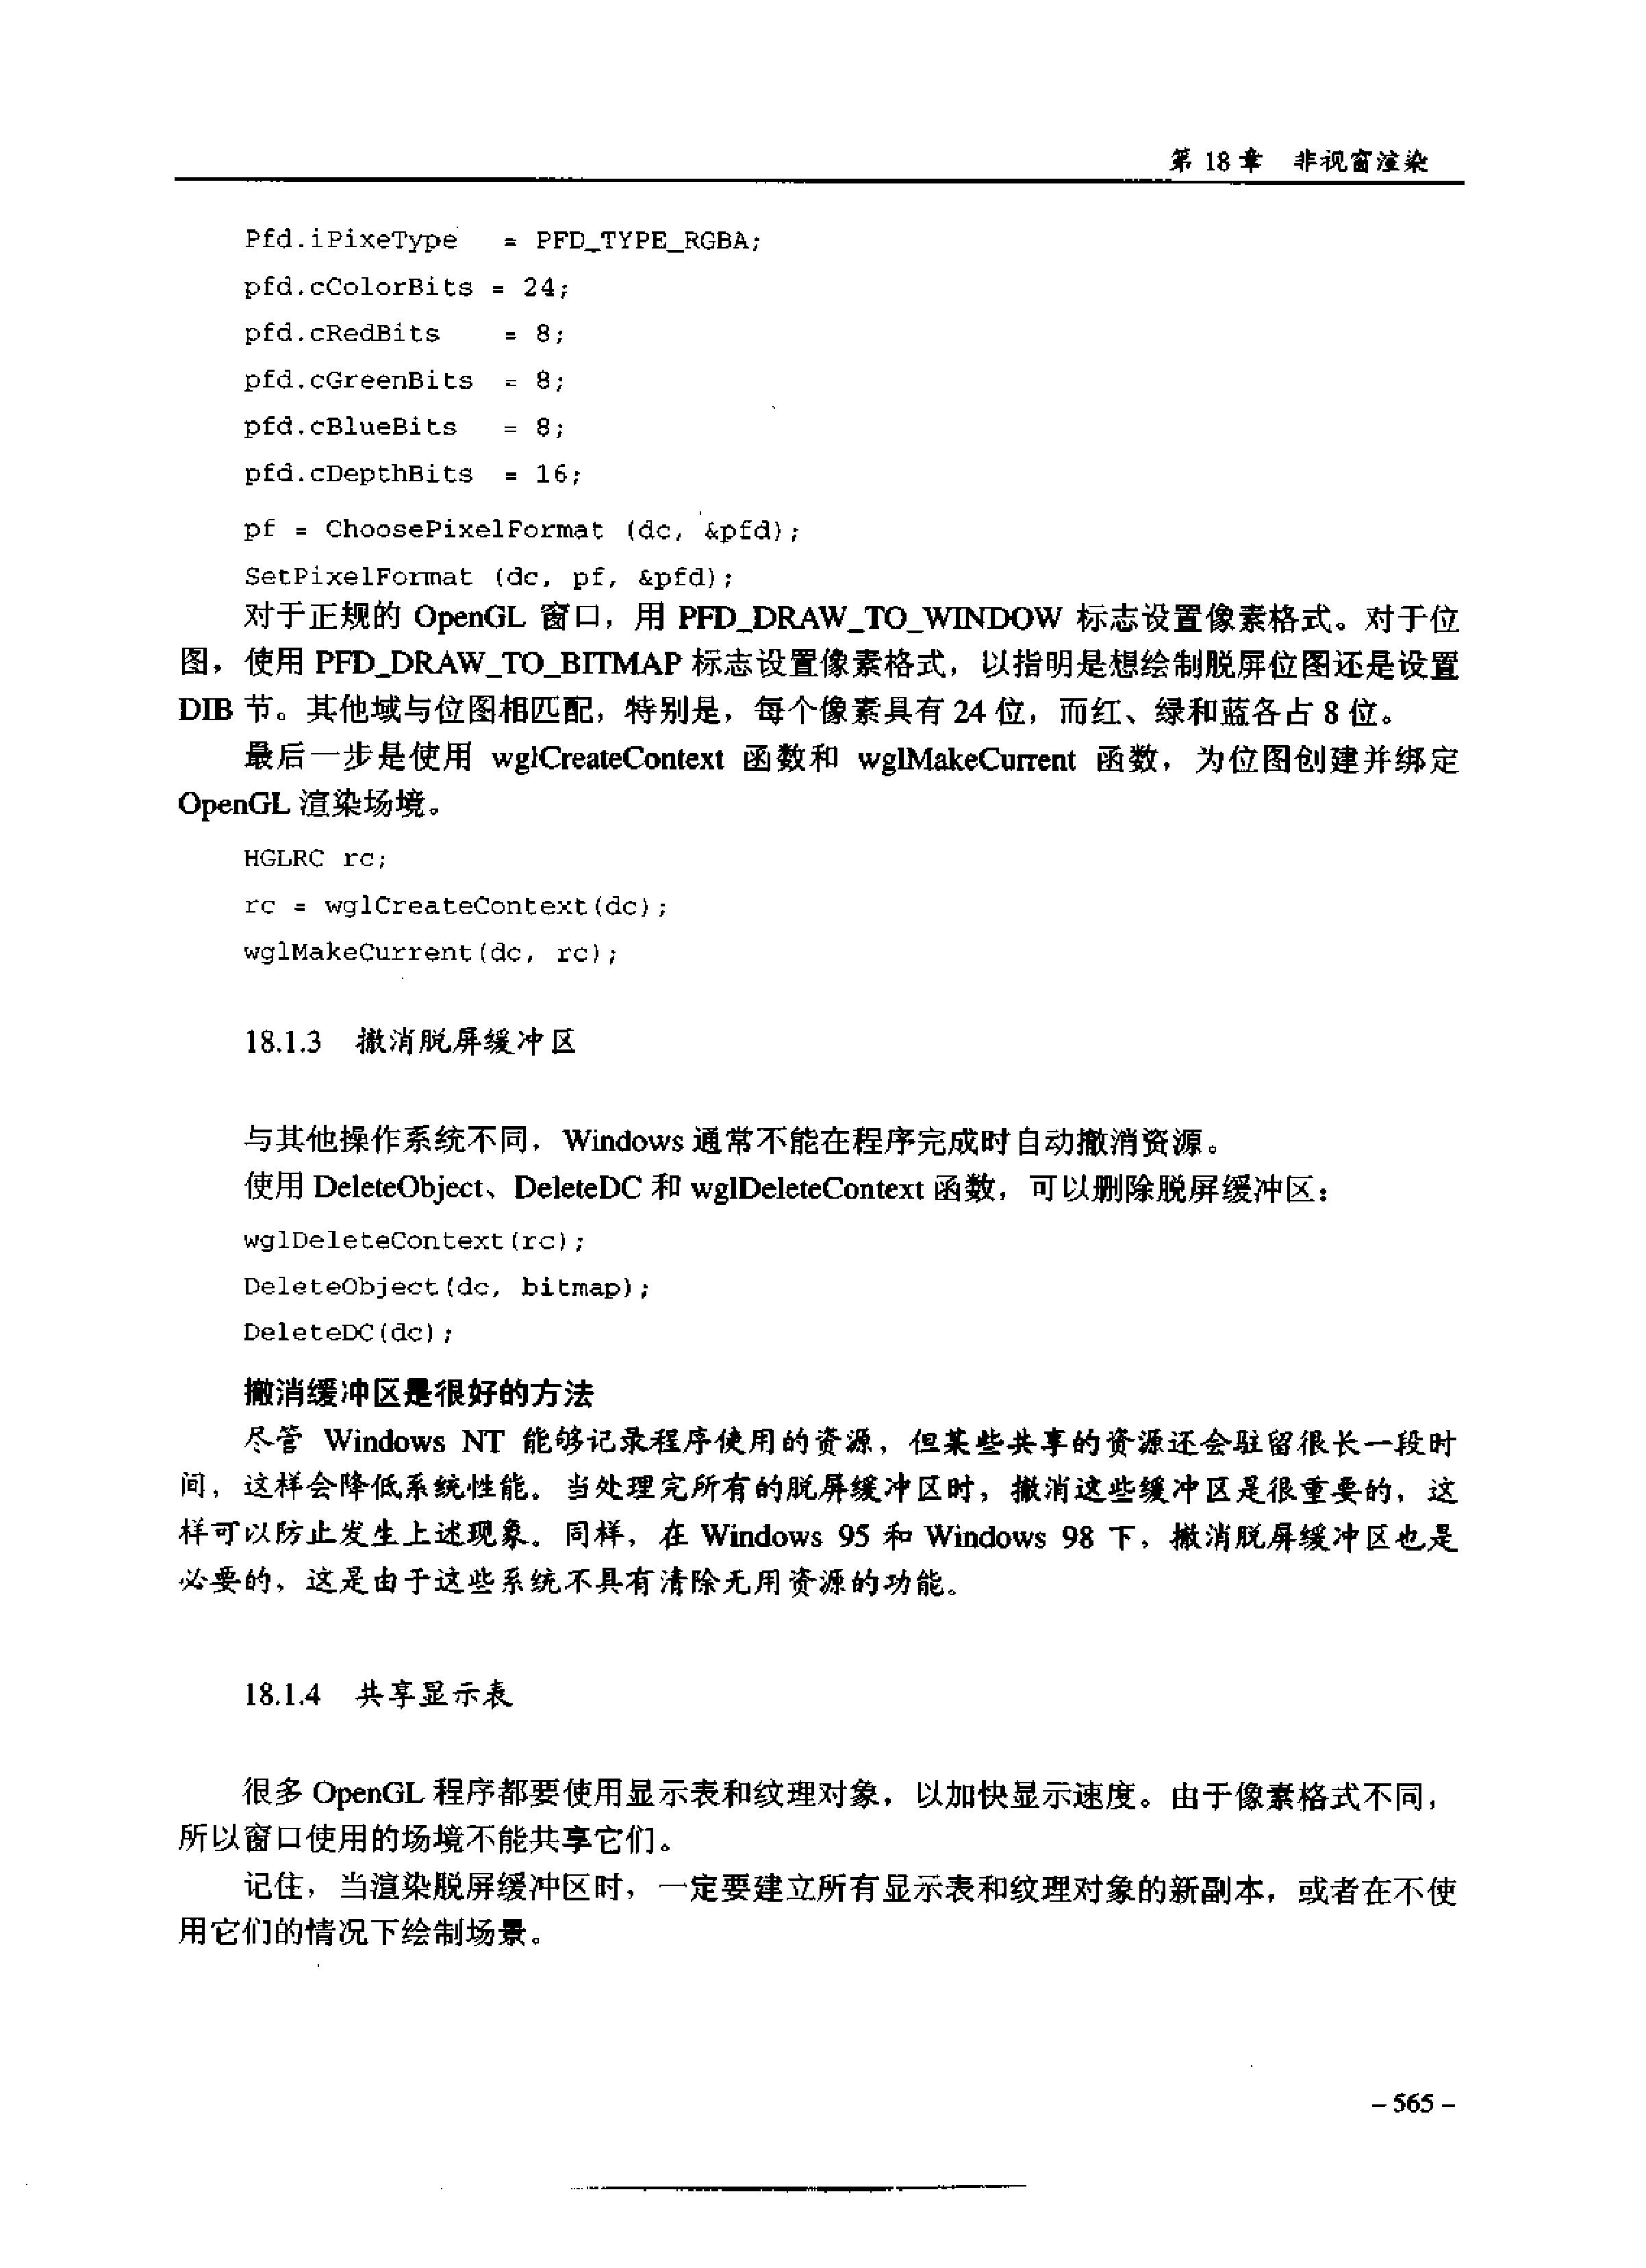 第 18 章　非视窗渲染
Pfd.iPixeType   = PFD_TYPE_RGBA;
pfd.cColorBits = 24;
pfd.cRedBits    = 8;
pfd.cGreenBits  = 8;
pfd.cBlueBits   = 8;
pfd.cDepthBits  = 16;
pf = ChoosePixelFormat (dc, &pfd);
SetPixelFormat (dc, pf, &pfd);
对于正规的 OpenGL 窗口，用 PFD_DRAW_TO_WINDOW 标志设置像素格式。对于位
图，使用 PFD_DRAW_TO_BITMAP 标志设置像素格式，以指明是想绘制脱屏位图还是设置
DIB 节。其他域与位图相匹配，特别是，每个像素具有 24 位，而红、绿和蓝各占 8 位。
最后一步是使用 wglCreateContext 函数和 wglMakeCurrent 函数，为位图创建并绑定
OpenGL 渲染场境。
HGLRC rc;
rc = wglCreateContext(dc);
wglMakeCurrent(dc, rc);
18.1.3　撤消脱屏缓冲区
与其他操作系统不同，Windows 通常不能在程序完成时自动撤消资源。
使用 DeleteObject、DeleteDC 和 wglDeleteContext 函数，可以删除脱屏缓冲区：
wglDeleteContext(rc);
DeleteObject(dc, bitmap);
DeleteDC(dc);
撤消缓冲区是很好的方法
尽管 Windows NT 能够记录程序使用的资源，但某些共享的资源还会驻留很长一段时
间，这样会降低系统性能。当处理完所有的脱屏缓冲区时，撤消这些缓冲区是很重要的，这
样可以防止发生上述现象。同样，在 Windows 95 和 Windows 98 下，撤消脱屏缓冲区也是
必要的，这是由于这些系统不具有清除无用资源的功能。
18.1.4　共享显示表
很多 OpenGL 程序都要使用显示表和纹理对象，以加快显示速度。由于像素格式不同，
所以窗口使用的场境不能共享它们。
记住，当渲染脱屏缓冲区时，一定要建立所有显示表和纹理对象的新副本，或者在不使
用它们的情况下绘制场景。
– 565 –